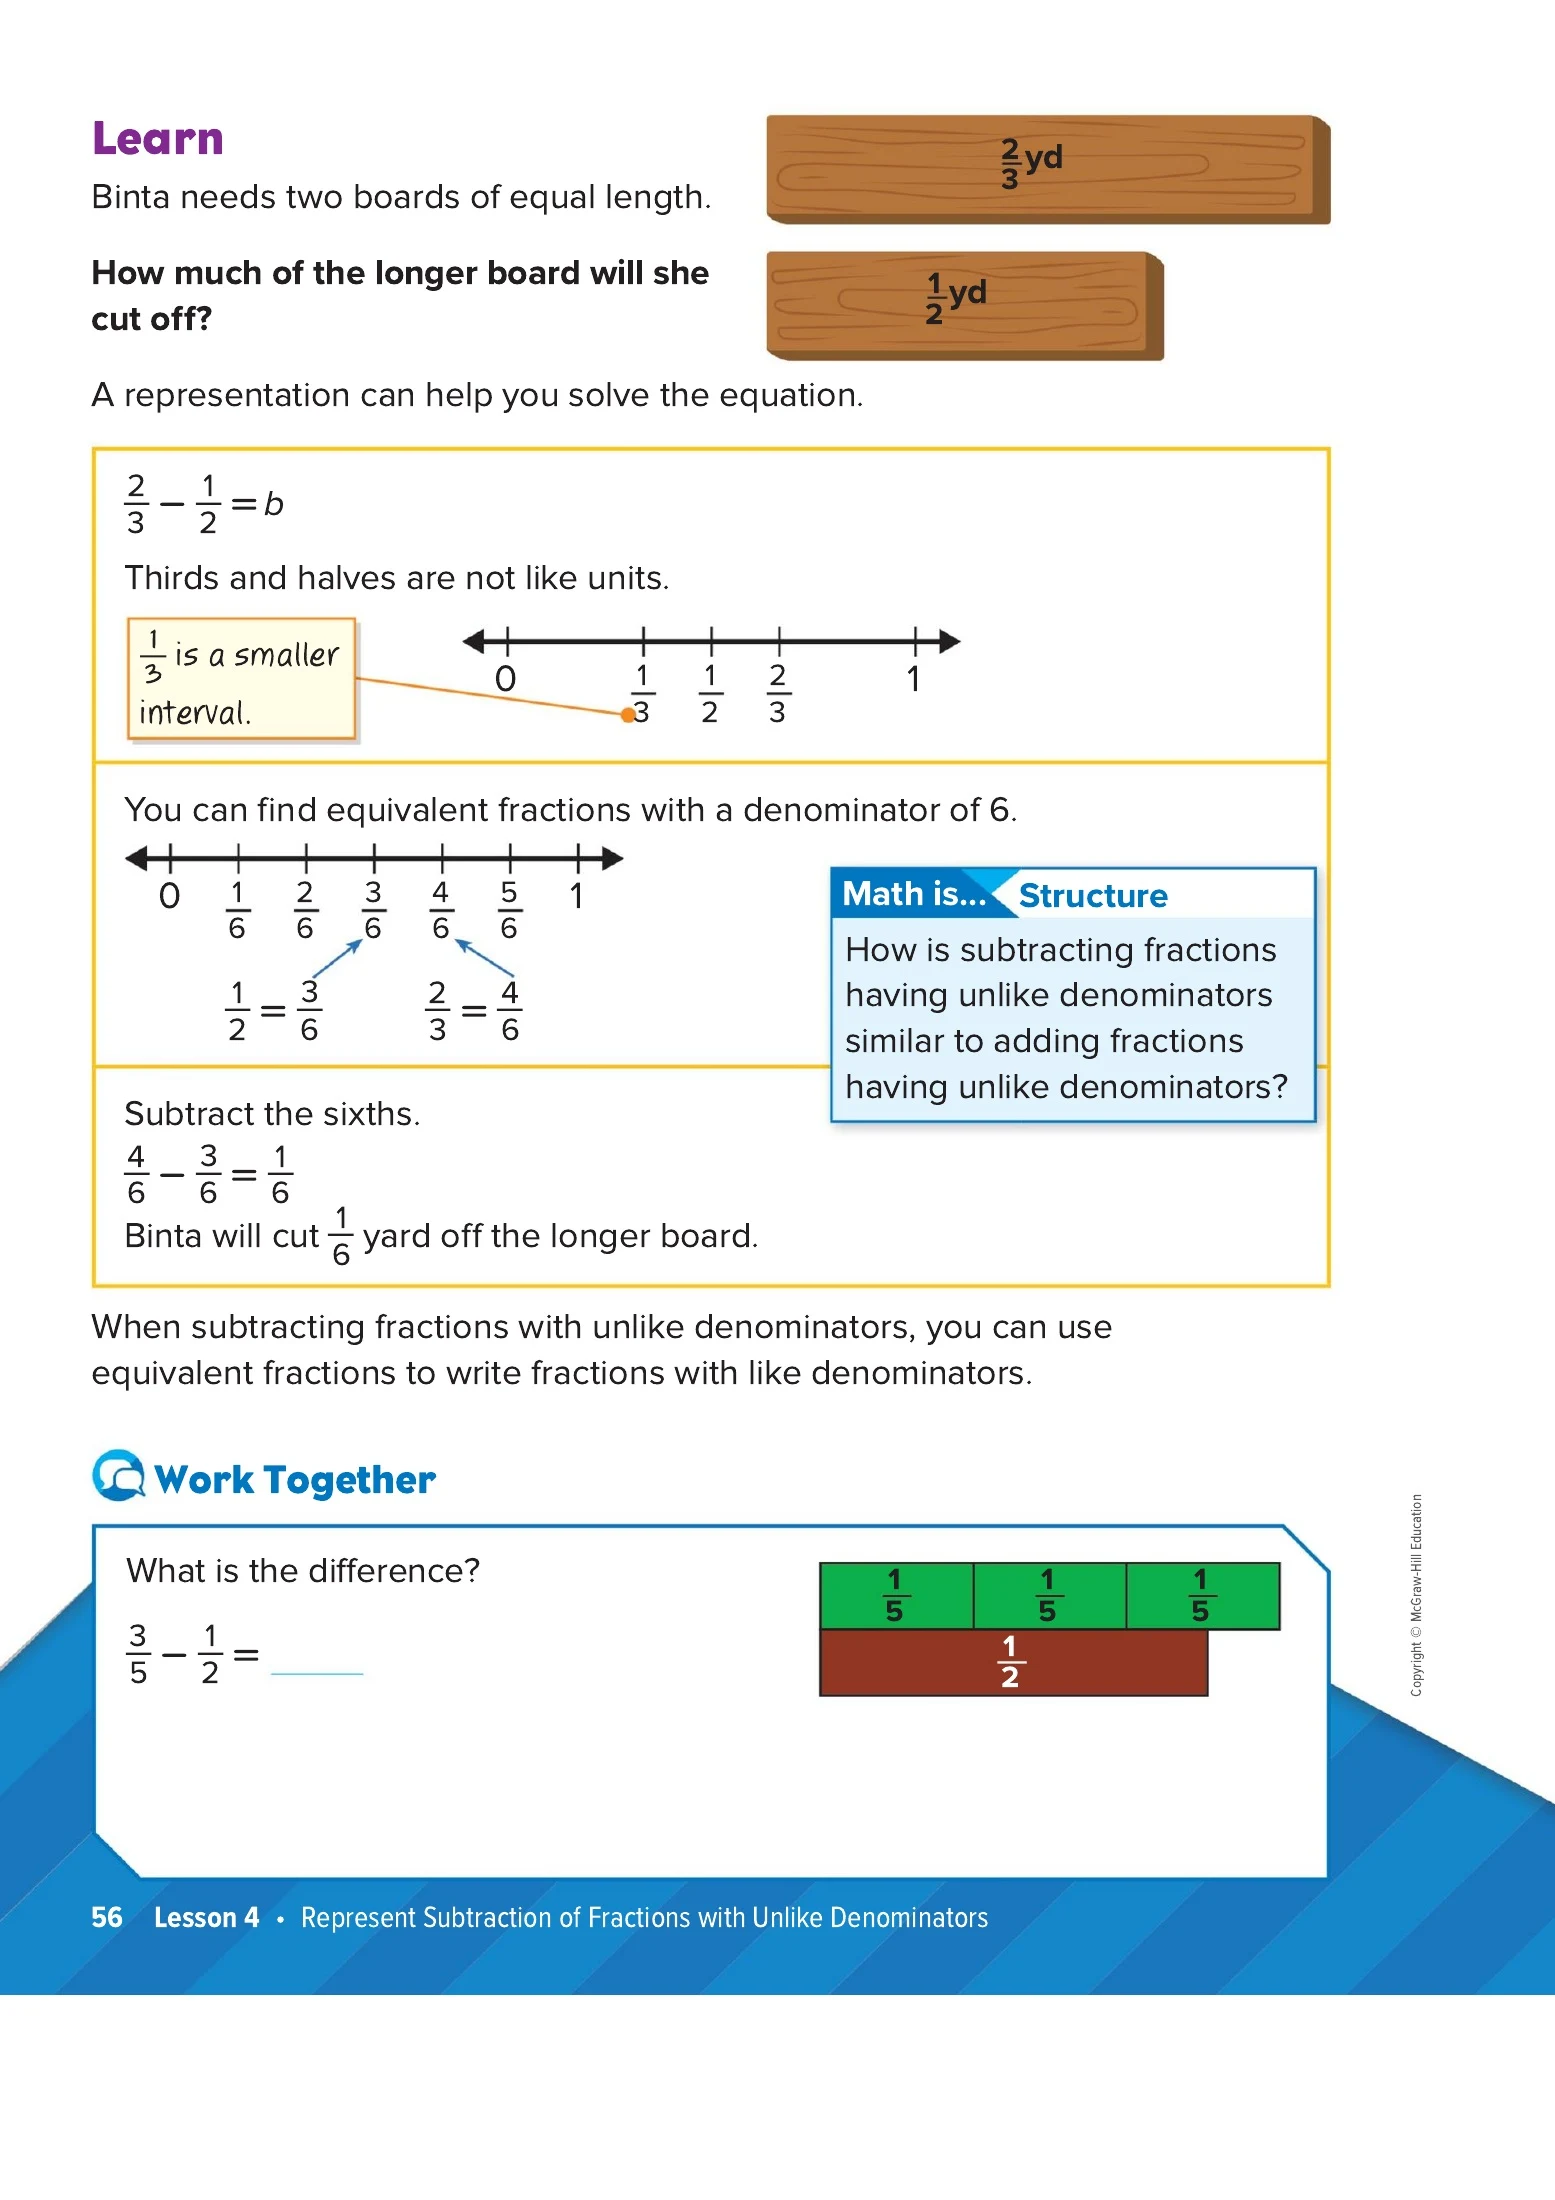 Learn
Binta needs two boards of equal length.
How much of the longer board will she
cut off?
2/3 yd
1/2 yd
A representation can help you solve the equation.
2/3 − 1/2 = b
Thirds and halves are not like units.
1/3 is a smaller
interval.
0 1/3 1/2 2/3 1
You can find equivalent fractions with a denominator of 6.
0 1/6 2/6 3/6 4/6 5/6 1
1/2 = 3/6 2/3 = 4/6
Math is... Structure
How is subtracting fractions
having unlike denominators
similar to adding fractions
having unlike denominators?
Subtract the sixths.
4/6 − 3/6 = 1/6
Binta will cut 1/6 yard off the longer board.
When subtracting fractions with unlike denominators, you can use
equivalent fractions to write fractions with like denominators.
Work Together
What is the difference?
3/5 − 1/2 = ____
1/5 1/5 1/5
1/2
Copyright © McGraw-Hill Education
56 Lesson 4 • Represent Subtraction of Fractions with Unlike Denominators